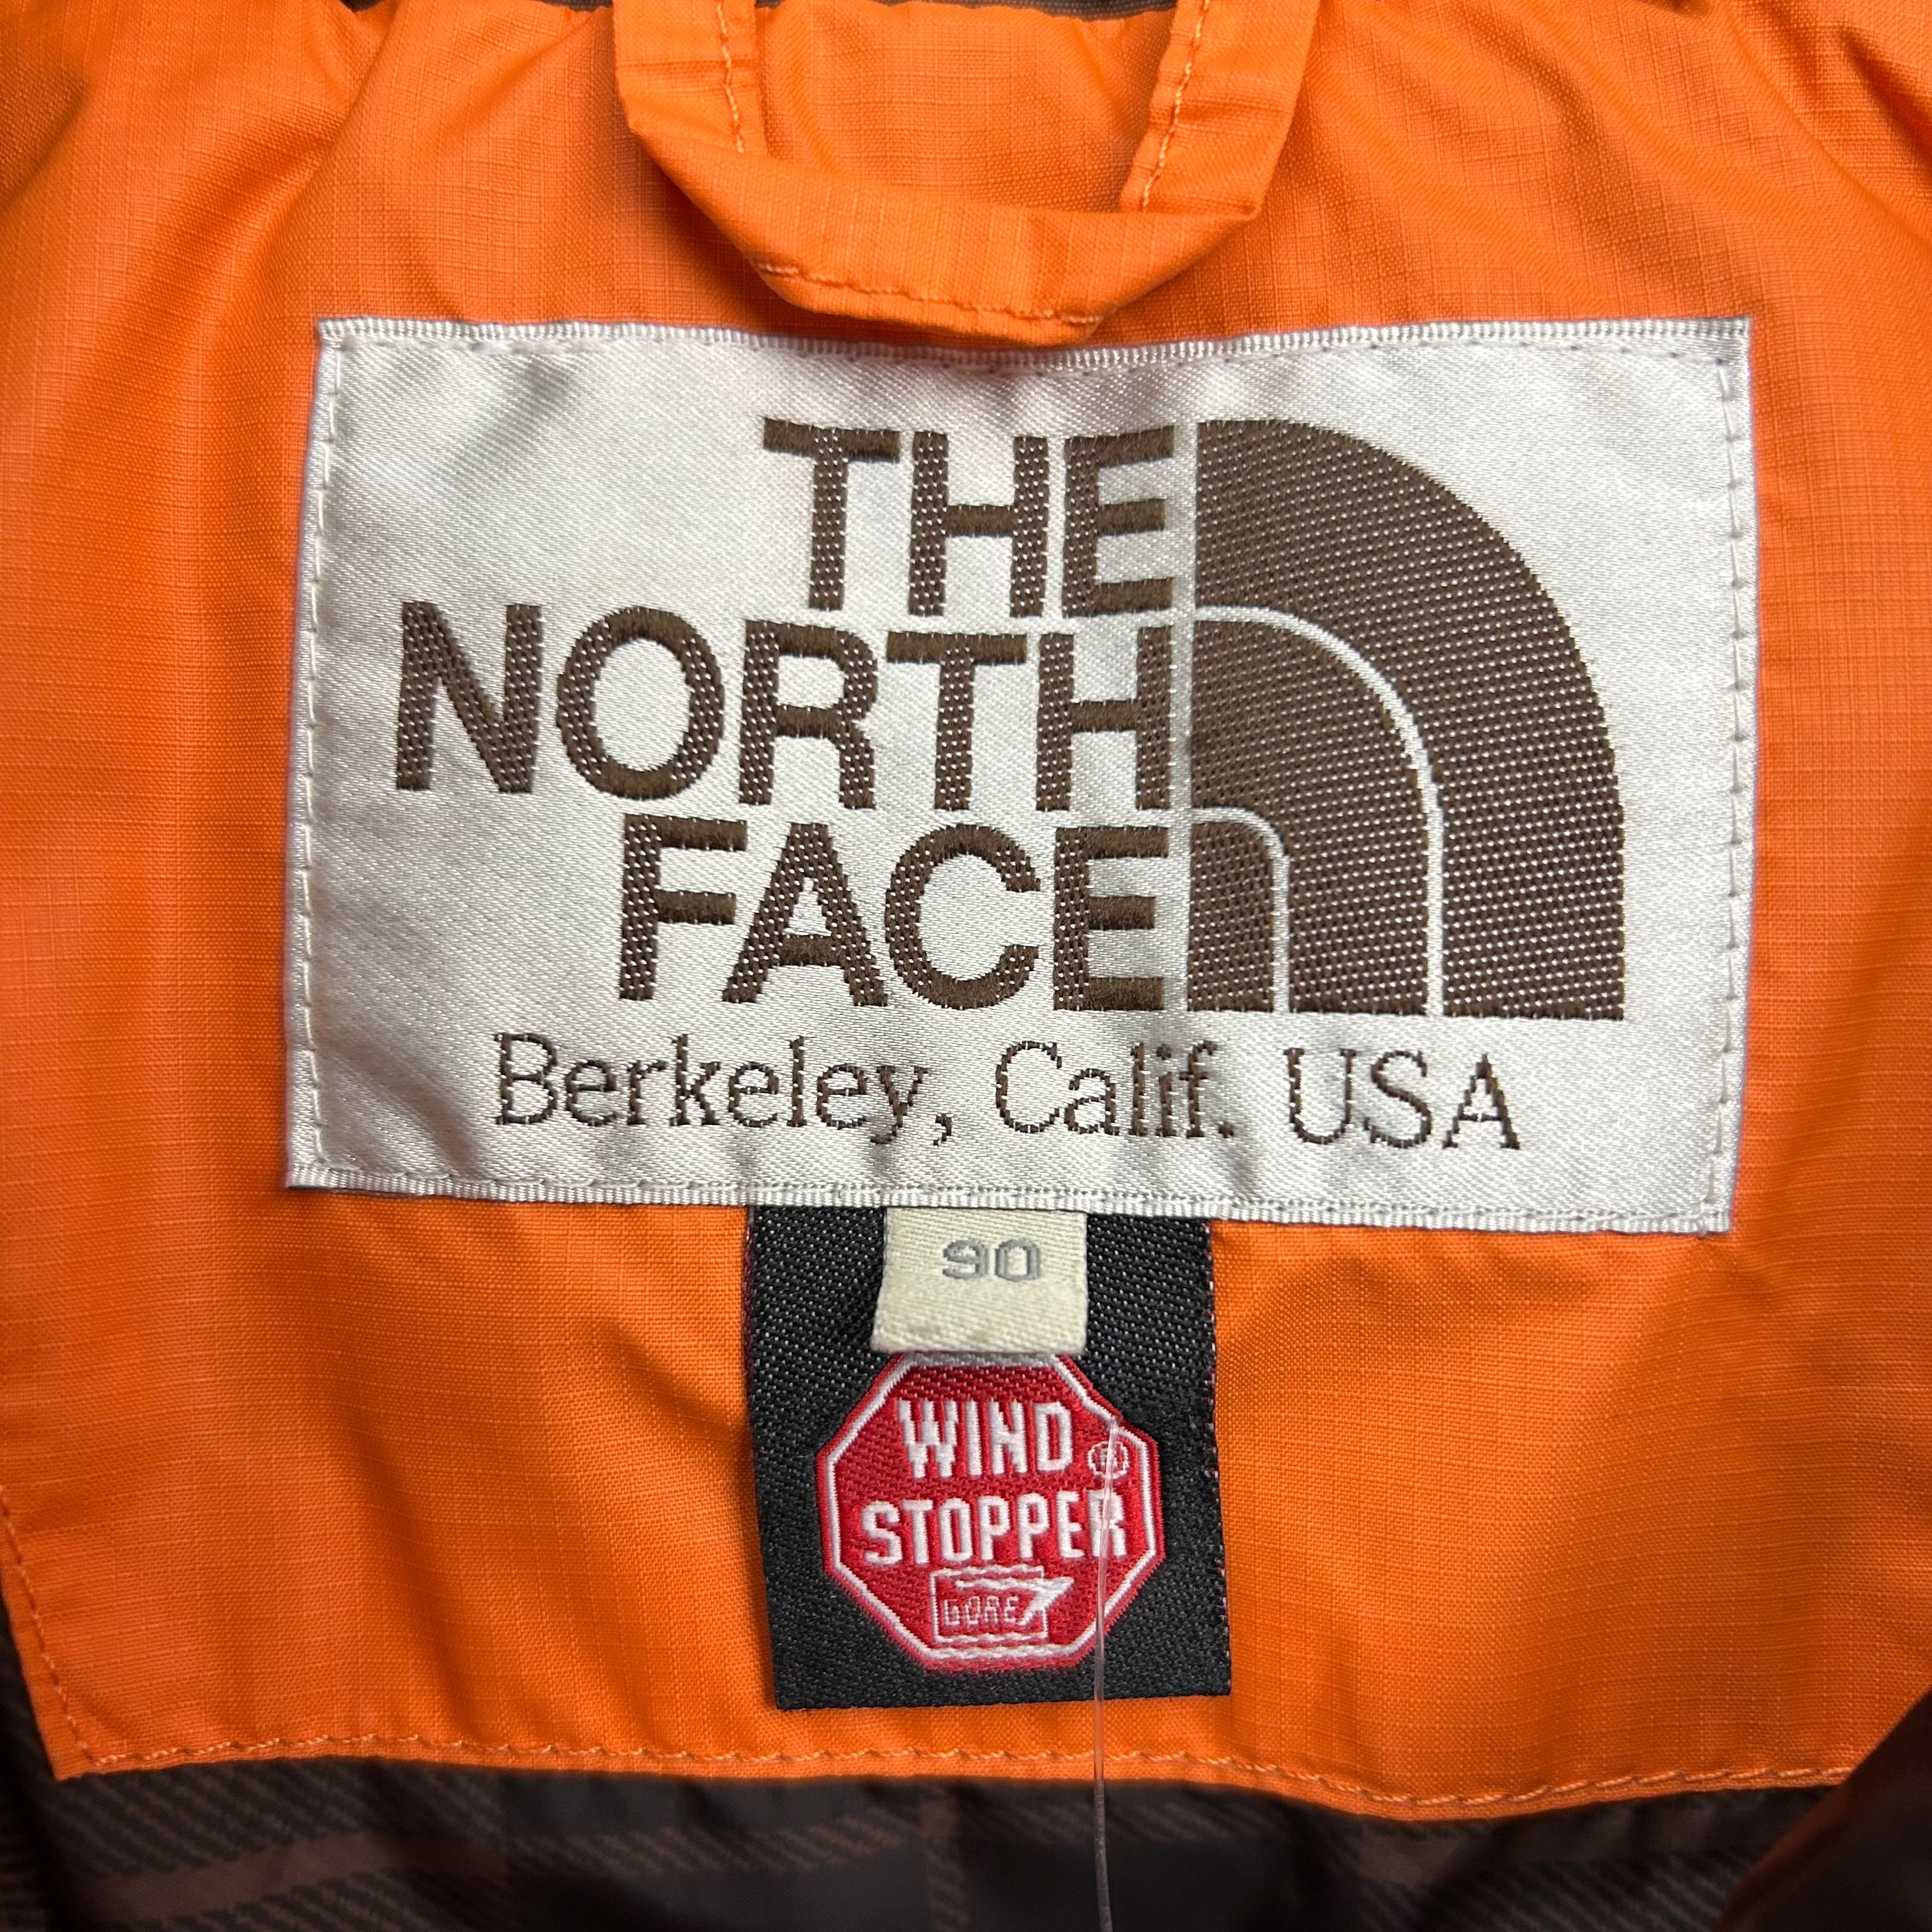 THE
NORTH
FACE
Berkeley, Calif. USA
90
WIND
STOPPER®
GORE